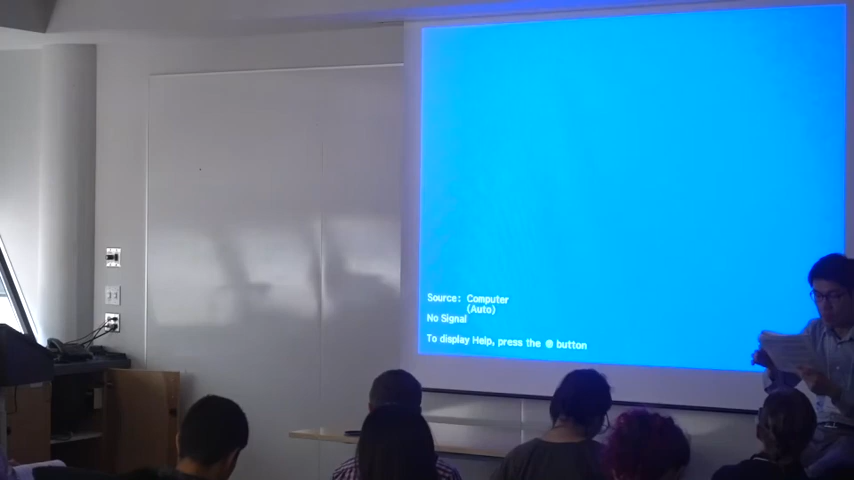 Source: Computer
(Auto)
No Signal
To display Help, press the button